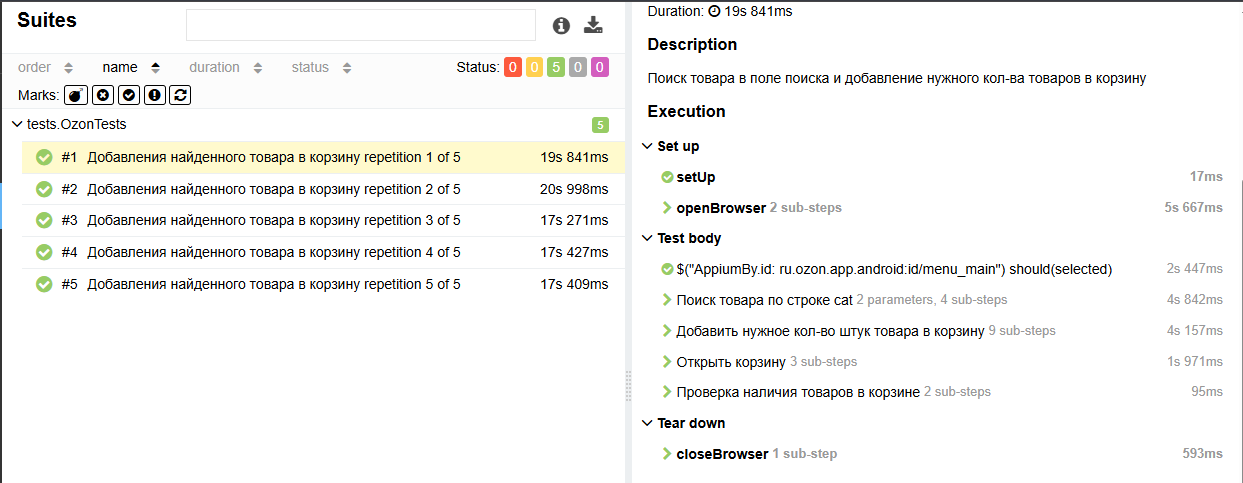 Suites
order name duration status Status: 0 0 5 0 0
Marks:
tests.OzonTests 5
#1 Добавления найденного товара в корзину repetition 1 of 5 19s 841ms
#2 Добавления найденного товара в корзину repetition 2 of 5 20s 998ms
#3 Добавления найденного товара в корзину repetition 3 of 5 17s 271ms
#4 Добавления найденного товара в корзину repetition 4 of 5 17s 427ms
#5 Добавления найденного товара в корзину repetition 5 of 5 17s 409ms
Duration: 19s 841ms
Description
Поиск товара в поле поиска и добавление нужного кол-ва товаров в корзину
Execution
Set up
setUp 17ms
openBrowser 2 sub-steps 5s 667ms
Test body
$("AppiumBy.id: ru.ozon.app.android:id/menu_main") should(selected) 2s 447ms
Поиск товара по строке cat 2 parameters, 4 sub-steps 4s 842ms
Добавить нужное кол-во штук товара в корзину 9 sub-steps 4s 157ms
Открыть корзину 3 sub-steps 1s 971ms
Проверка наличия товаров в корзине 2 sub-steps 95ms
Tear down
closeBrowser 1 sub-step 593ms